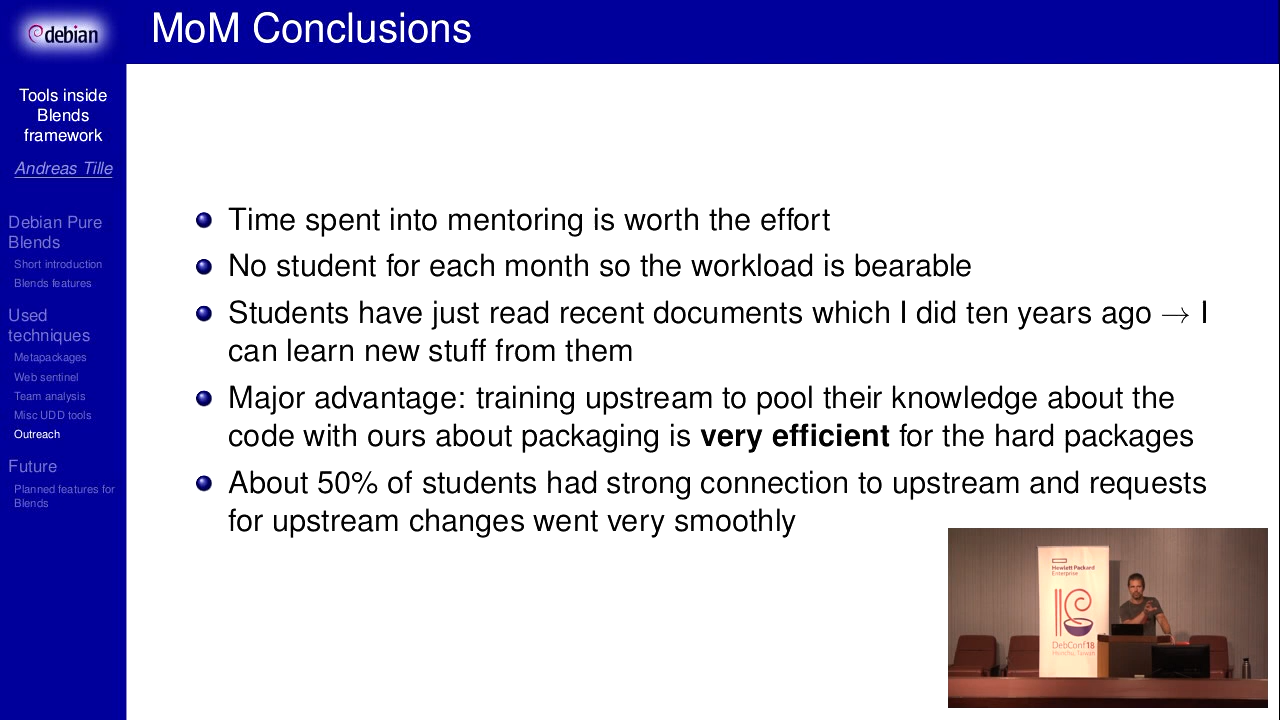 debian
MoM Conclusions
Tools inside
Blends
framework
Andreas Tille
Debian Pure
Blends
Short introduction
Blends features
Used
techniques
Metapackages
Web sentinel
Team analysis
Misc UDD tools
Outreach
Future
Planned features for
Blends
Time spent into mentoring is worth the effort
No student for each month so the workload is bearable
Students have just read recent documents which I did ten years ago → I
can learn new stuff from them
Major advantage: training upstream to pool their knowledge about the
code with ours about packaging is very efficient for the hard packages
About 50% of students had strong connection to upstream and requests
for upstream changes went very smoothly
Hewlett Packard
Enterprise
DebConf18
Hsinchu, Taiwan